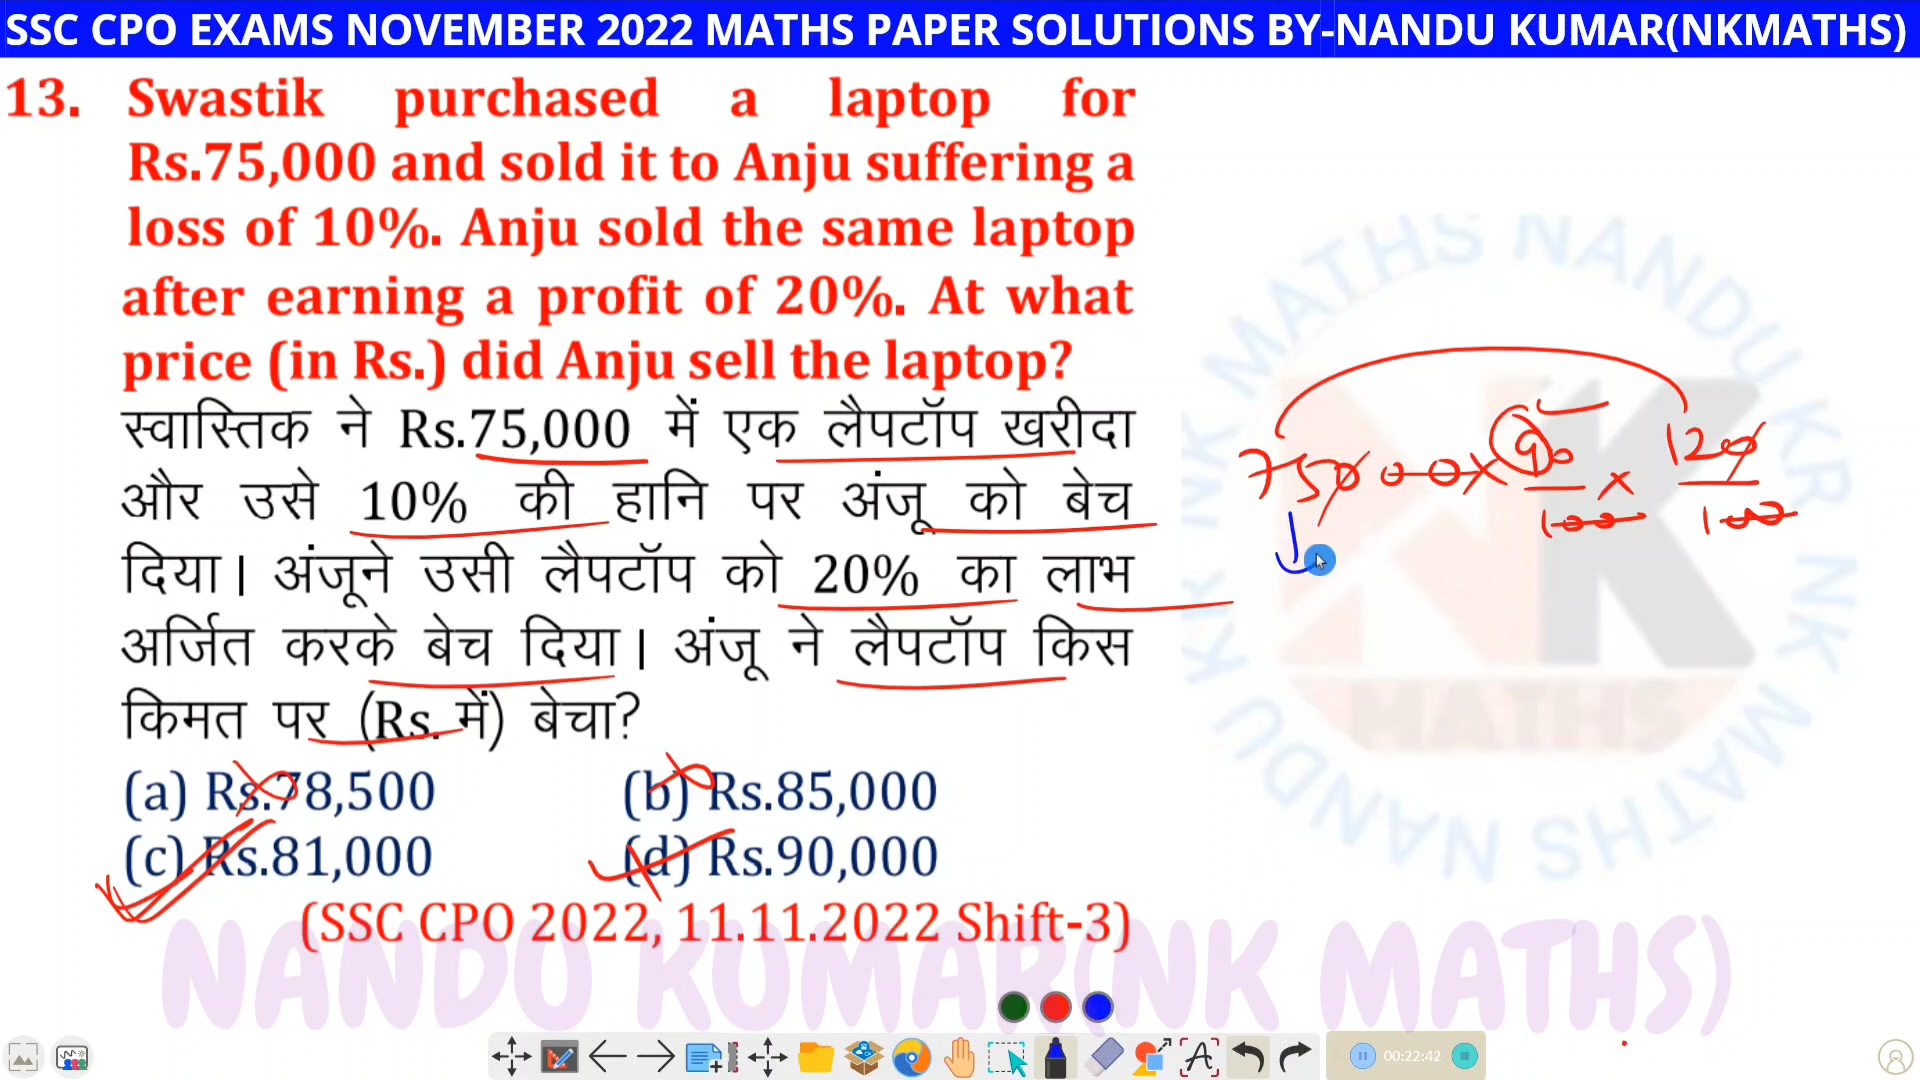 SSC CPO EXAMS NOVEMBER 2022 MATHS PAPER SOLUTIONS BY-NANDU KUMAR(NKMATHS)
13. Swastik purchased a laptop for
Rs.75,000 and sold it to Anju suffering a
loss of 10%. Anju sold the same laptop
after earning a profit of 20%. At what
price (in Rs.) did Anju sell the laptop?
स्वास्तिक ने Rs.75,000 में एक लैपटॉप खरीदा
और उसे 10% की हानि पर अंजू को बेच
दिया। अंजूने उसी लैपटॉप को 20% का लाभ
अर्जित करके बेच दिया। अंजू ने लैपटॉप किस
किमत पर (Rs. में) बेचा?
(a) Rs.78,500 (b) Rs.85,000
(c) Rs.81,000 (d) Rs.90,000
(SSC CPO 2022, 11.11.2022 Shift-3)
75000 × 90/100 × 120/100
NANDU KUMAR(NK MATHS)
MATHS
00:22:42